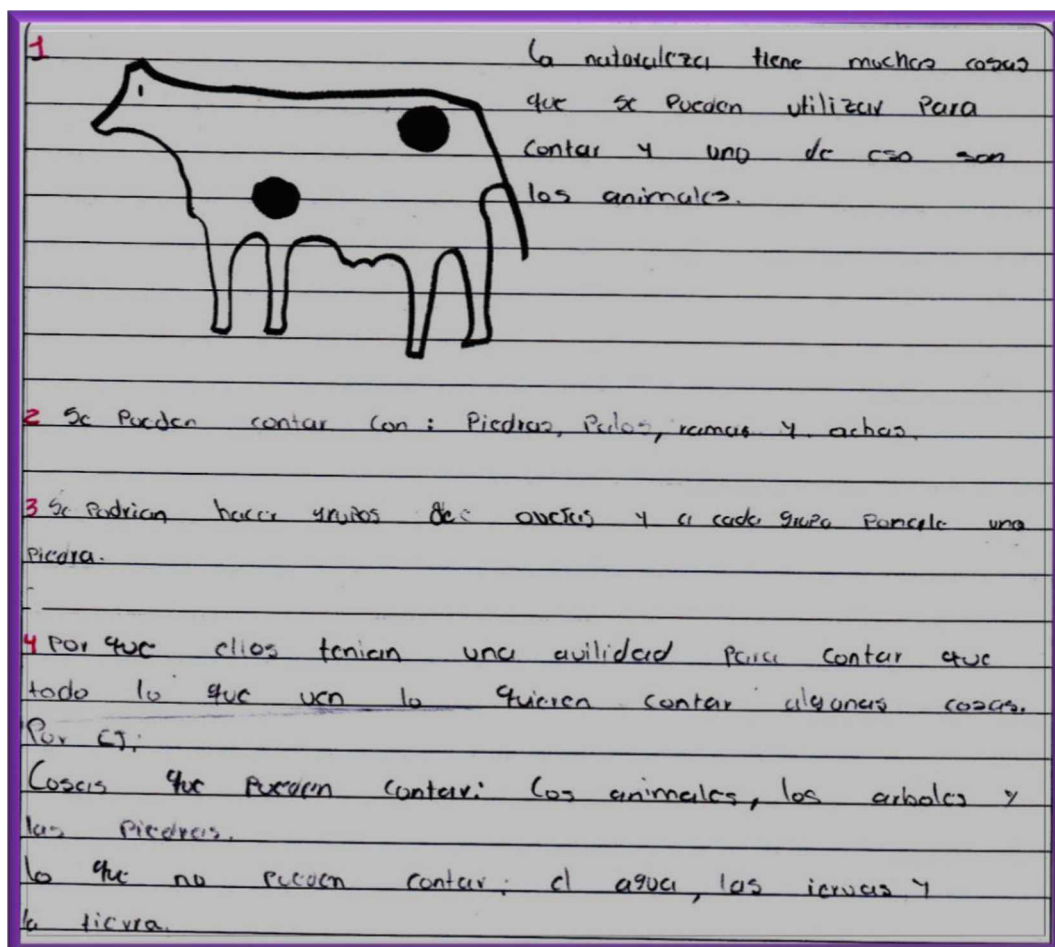 1 La naturaleza tiene muchas cosas
que se Pueden utilizar Para
Contar y uno de eso son
los animales.
2 Se Pueden contar con: Piedras, Palos, ramas y achas.
3 Se Podrian hacer grupos de ovejas y a cada grupo Poncele una
Piedra.
4 Por que ellos tenian una avilidad para contar que
todo lo que ven lo quieren contar algunas cosas.
Por EJ:
Cosas que Pueden Contar: Los animales, los arboles y
las Piedras.
lo que no Pueden Contar: el agua, las iervas y
la tierra.